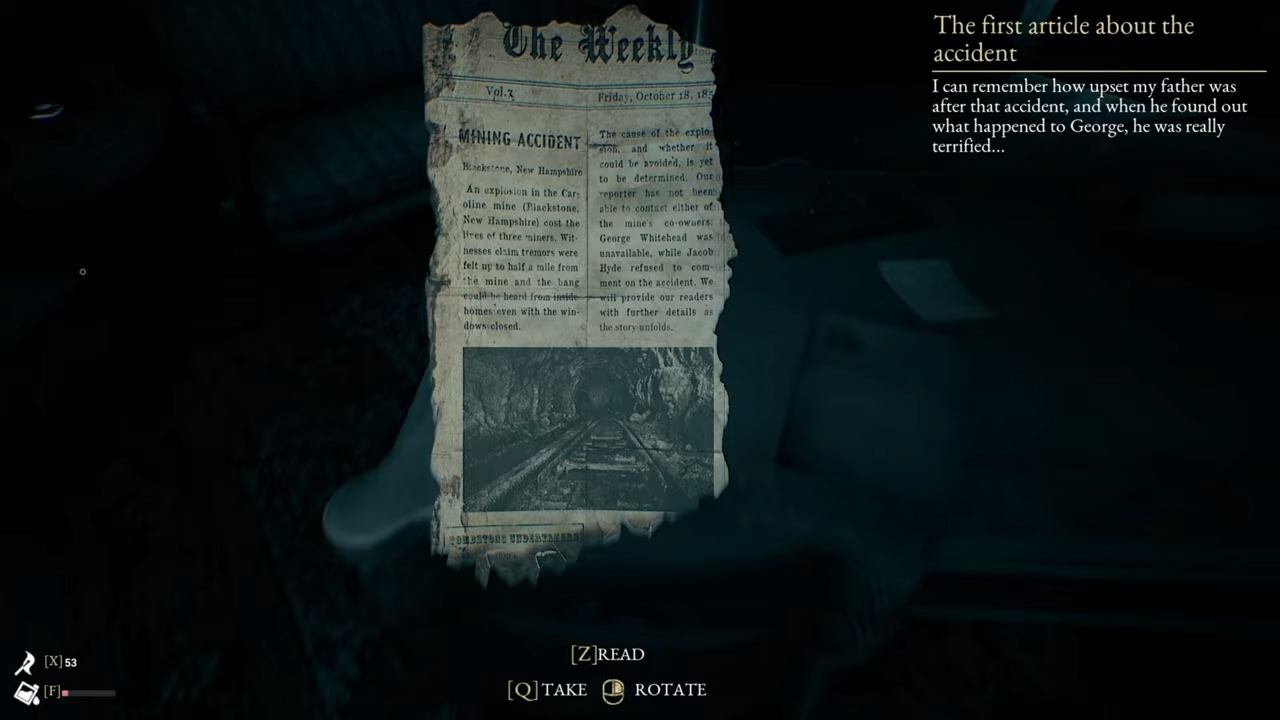 The Weekly
Vol.3
Friday, October 18, 185
MINING ACCIDENT
Blackstone, New Hampshire
An explosion in the Car-
oline mine (Blackstone,
New Hampshire) cost the
lives of three miners. Wit-
nesses claim tremors were
felt up to half a mile from
the mine and the bang
could be heard from inside
homes even with the win-
dows closed.
The cause of the explo-
sion, and whether it
could be avoided, is yet
to be determined. Our
reporter has not been
able to contact either of
the mine's co-owners:
George Whitehead was
unavailable, while Jacob
Hyde refused to com-
ment on the accident. We
will provide our readers
with further details as
the story unfolds.
TOMBSTONE UNDERTAKERS
The first article about the
accident
I can remember how upset my father was
after that accident, and when he found out
what happened to George, he was really
terrified...
[Z]READ
[Q]TAKE ROTATE
[X]53
[F]